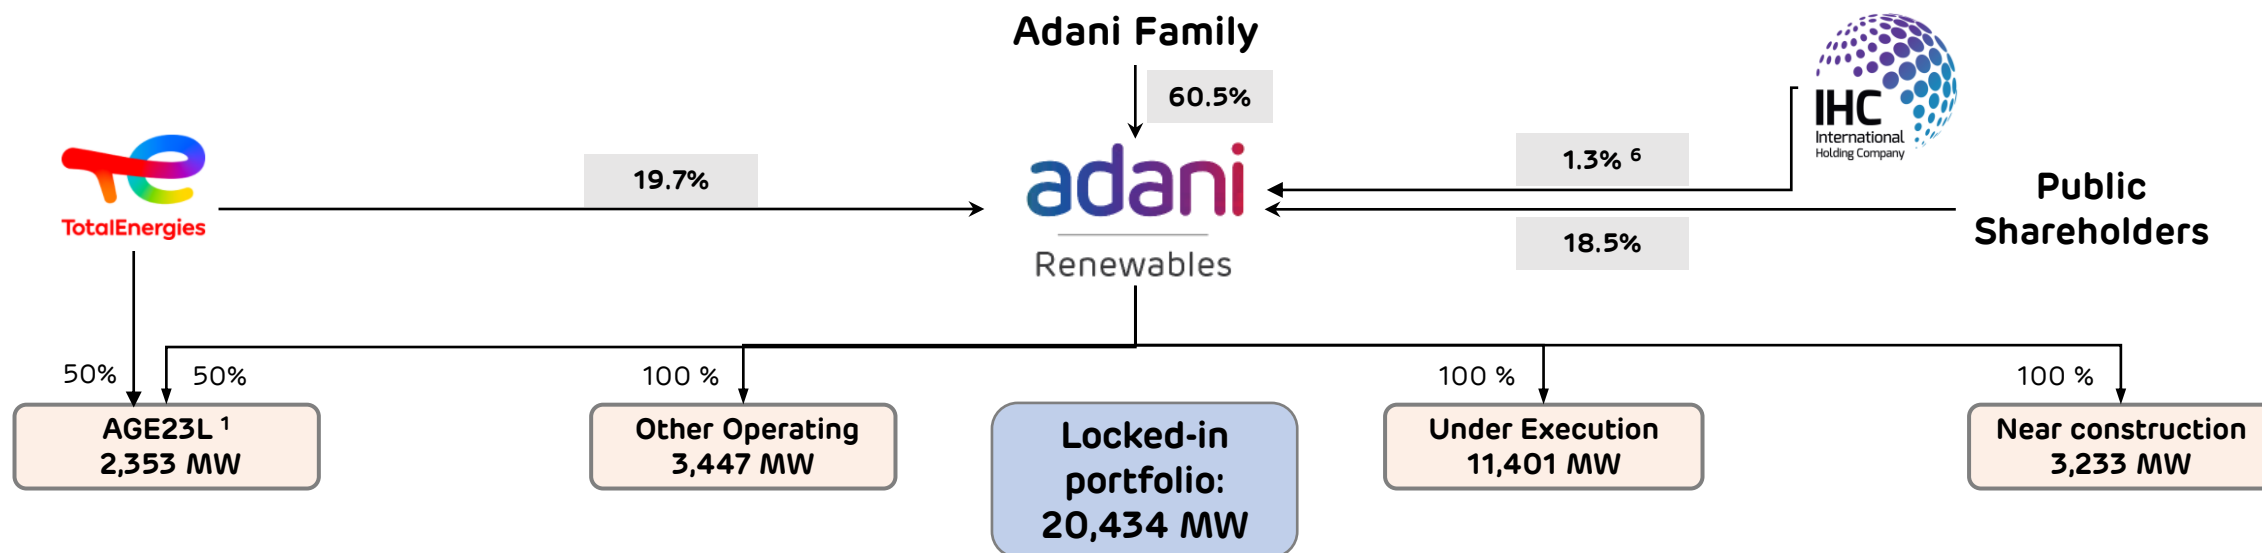 Adani Family
60.5%
IHC
International
Holding Company
1.3% 6
19.7%
TotalEnergies
adani
Renewables
Public
Shareholders
18.5%
50%
50%
100 %
100 %
100 %
AGE23L 1
2,353 MW
Other Operating
3,447 MW
Locked-in
portfolio:
20,434 MW
Under Execution
11,401 MW
Near construction
3,233 MW